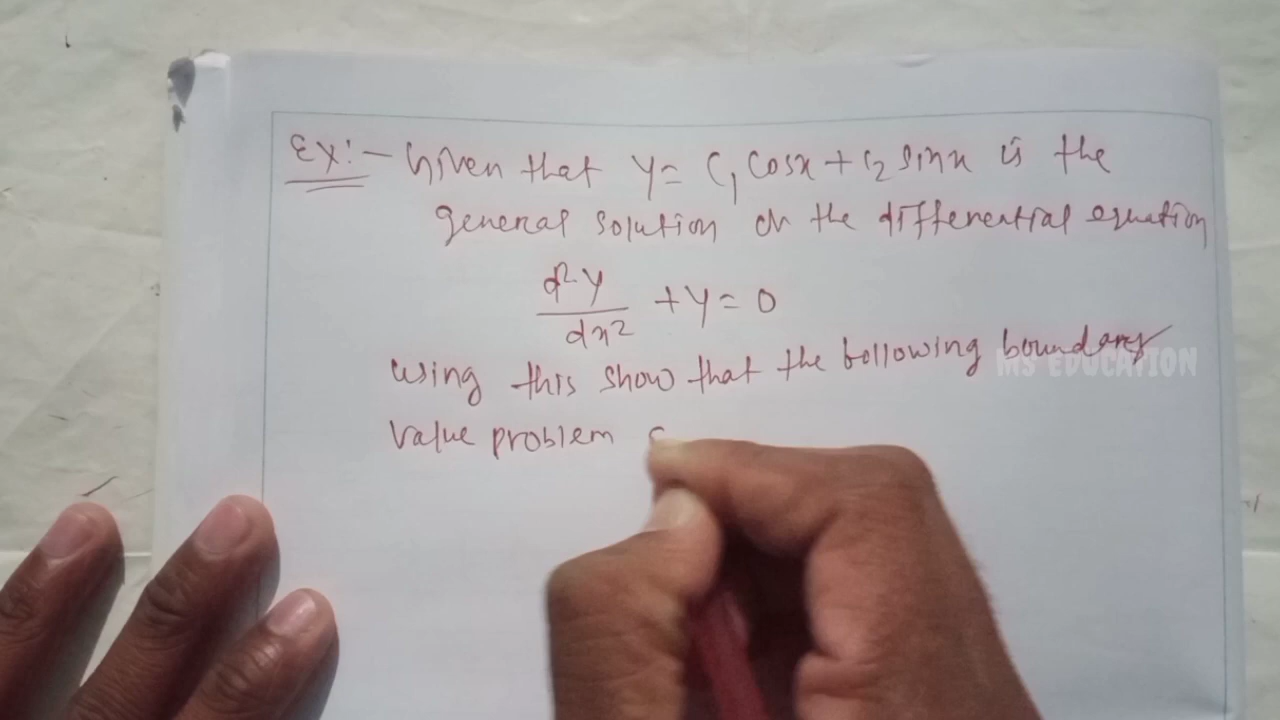 Ex:- Given that y = C₁ cosx + C₂ sinx is the
general solution of the differential equation
d²y/dx² + y = 0
using this show that the following boundary
MS EDUCATION
value problem